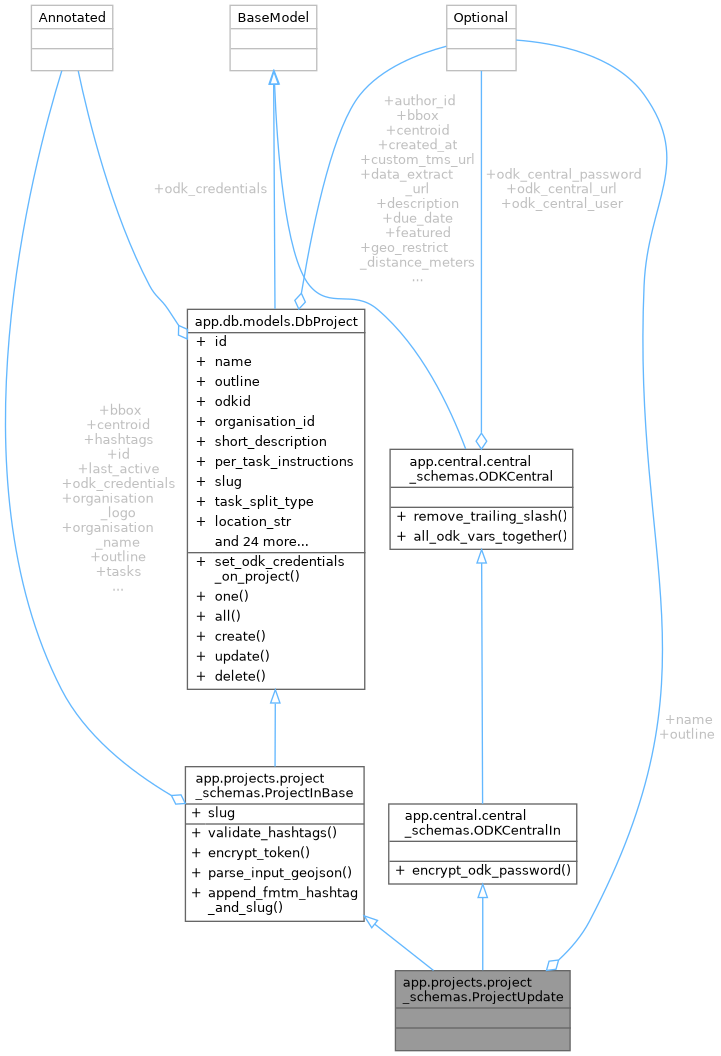 Annotated
BaseModel
Optional
+odk_credentials
+author_id
+bbox
+centroid
+created_at
+custom_tms_url
+data_extract
_url
+description
+due_date
+featured
+geo_restrict
_distance_meters
...
+odk_central_password
+odk_central_url
+odk_central_user
app.db.models.DbProject
+ id
+ name
+ outline
+ odkid
+ organisation_id
+ short_description
+ per_task_instructions
+ slug
+ task_split_type
+ location_str
and 24 more...
+ set_odk_credentials
_on_project()
+ one()
+ all()
+ create()
+ update()
+ delete()
+bbox
+centroid
+hashtags
+id
+last_active
+odk_credentials
+organisation
_logo
+organisation
_name
+outline
+tasks
...
app.central.central
_schemas.ODKCentral
+ remove_trailing_slash()
+ all_odk_vars_together()
+name
+outline
app.projects.project
_schemas.ProjectInBase
+ slug
+ validate_hashtags()
+ encrypt_token()
+ parse_input_geojson()
+ append_fmtm_hashtag
_and_slug()
app.central.central
_schemas.ODKCentralIn
+ encrypt_odk_password()
app.projects.project
_schemas.ProjectUpdate